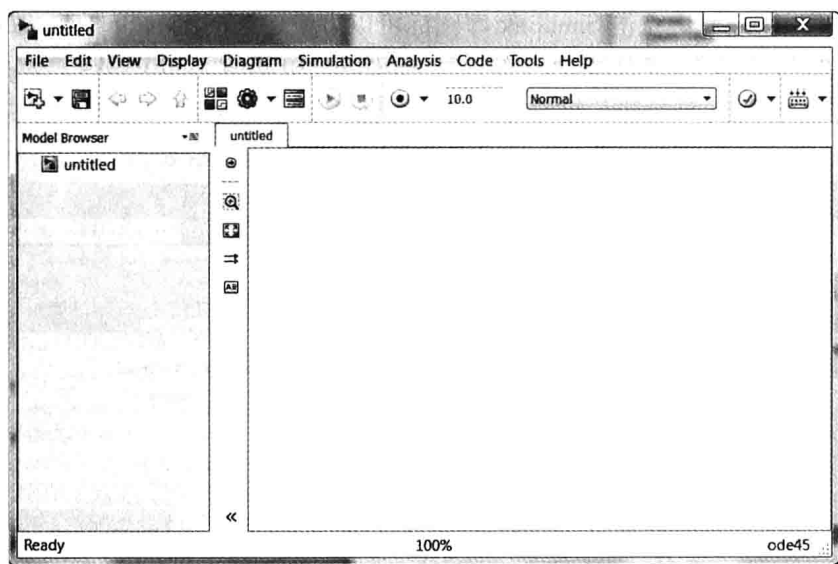 untitled
File Edit View Display Diagram Simulation Analysis Code Tools Help
10.0 Normal
Model Browser untitled
untitled
Ready 100% ode45